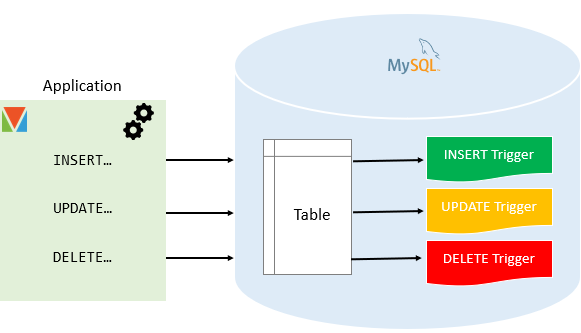 MySQL
Application
INSERT…
UPDATE…
DELETE…
Table
INSERT Trigger
UPDATE Trigger
DELETE Trigger